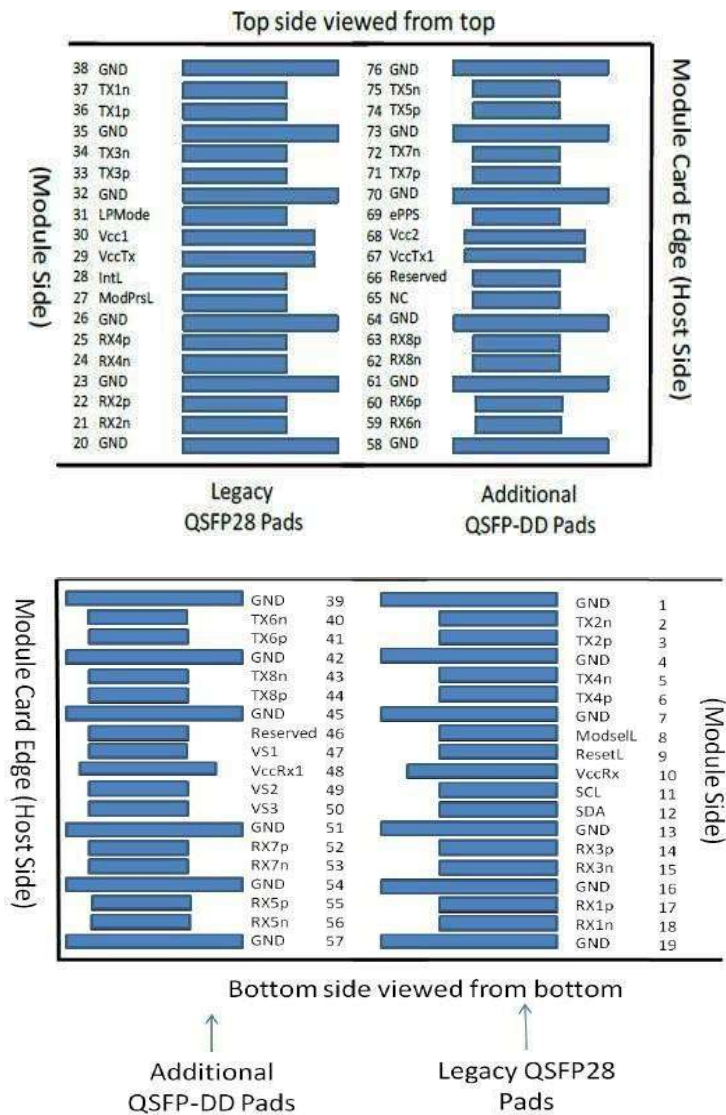 Top side viewed from top
38 GND 76 GND
37 TX1n 75 TX5n
36 TX1p 74 TX5p
35 GND 73 GND
34 TX3n 72 TX7n
33 TX3p 71 TX7p
32 GND 70 GND
31 LPMode 69 ePPS
30 Vcc1 68 Vcc2
29 VccTx 67 VccTx1
28 IntL 66 Reserved
27 ModPrsL 65 NC
26 GND 64 GND
25 RX4p 63 RX8p
24 RX4n 62 RX8n
23 GND 61 GND
22 RX2p 60 RX6p
21 RX2n 59 RX6n
20 GND 58 GND
(Module Side)
Module Card Edge (Host Side)
Legacy
QSFP28 Pads
Additional
QSFP-DD Pads
Module Card Edge (Host Side)
GND 39 GND 1
TX6n 40 TX2n 2
TX6p 41 TX2p 3
GND 42 GND 4
TX8n 43 TX4n 5
TX8p 44 TX4p 6
GND 45 GND 7
Reserved 46 ModselL 8
VS1 47 ResetL 9
VccRx1 48 VccRx 10
VS2 49 SCL 11
VS3 50 SDA 12
GND 51 GND 13
RX7p 52 RX3p 14
RX7n 53 RX3n 15
GND 54 GND 16
RX5p 55 RX1p 17
RX5n 56 RX1n 18
GND 57 GND 19
(Module Side)
Bottom side viewed from bottom
Additional
QSFP-DD Pads
Legacy QSFP28
Pads